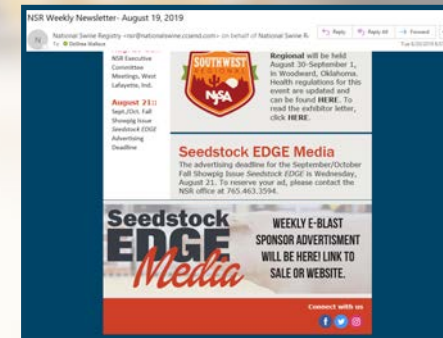 NSR Weekly Newsletter- August 19, 2019
National Swine Registry <nsr@nationalswine.ccsend.com> on behalf of National Swine R
To
Reply
Reply All
Forward
N
NSR Executive
Committee
Meetings, West
Lafayette, Ind.
August 21::
Sept./Oct. Fall
Showpig Issue
Seedstock EDGE
Advertising
Deadline
SOUTHWEST
REGIONAL
NJSA
Regional will be held
August 30-September 1,
in Woodward, Oklahoma.
Health regulations for this
event are updated and
can be found HERE. To
read the exhibitor letter,
click HERE.
Seedstock EDGE Media
The advertising deadline for the September/October
Fall Showpig Issue Seedstock EDGE is Wednesday,
August 21. To reserve your ad, please contact the
NSR office at 765.463.3594.
Seedstock
EDGE
Media
WEEKLY E-BLAST
SPONSOR ADVERTISMENT
WILL BE HERE! LINK TO
SALE OR WEBSITE.
Connect with us